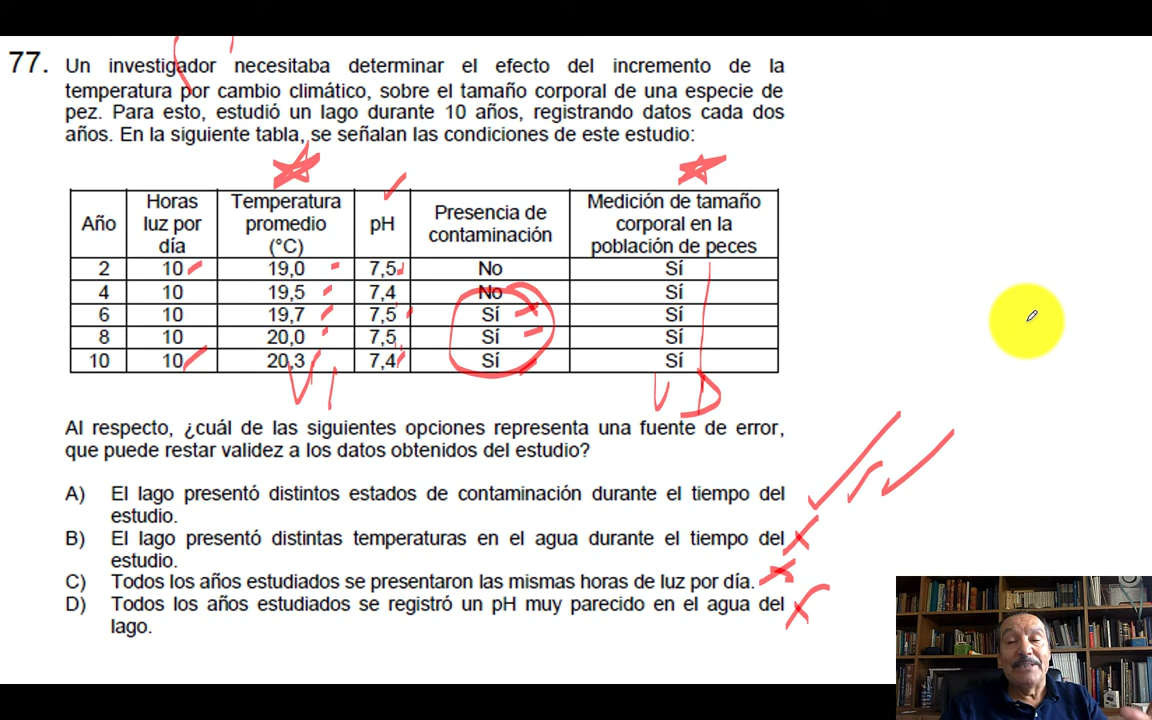 77. Un investigador necesitaba determinar el efecto del incremento de la
temperatura por cambio climático, sobre el tamaño corporal de una especie de
pez. Para esto, estudió un lago durante 10 años, registrando datos cada dos
años. En la siguiente tabla, se señalan las condiciones de este estudio:
Año | Horas luz por día | Temperatura promedio (°C) | pH | Presencia de contaminación | Medición de tamaño corporal en la población de peces
2 | 10 | 19,0 | 7,5 | No | Sí
4 | 10 | 19,5 | 7,4 | No | Sí
6 | 10 | 19,7 | 7,5 | Sí | Sí
8 | 10 | 20,0 | 7,5 | Sí | Sí
10 | 10 | 20,3 | 7,4 | Sí | Sí
VI VD
Al respecto, ¿cuál de las siguientes opciones representa una fuente de error,
que puede restar validez a los datos obtenidos del estudio?
A) El lago presentó distintos estados de contaminación durante el tiempo del
estudio.
B) El lago presentó distintas temperaturas en el agua durante el tiempo del
estudio.
C) Todos los años estudiados se presentaron las mismas horas de luz por día.
D) Todos los años estudiados se registró un pH muy parecido en el agua del
lago.